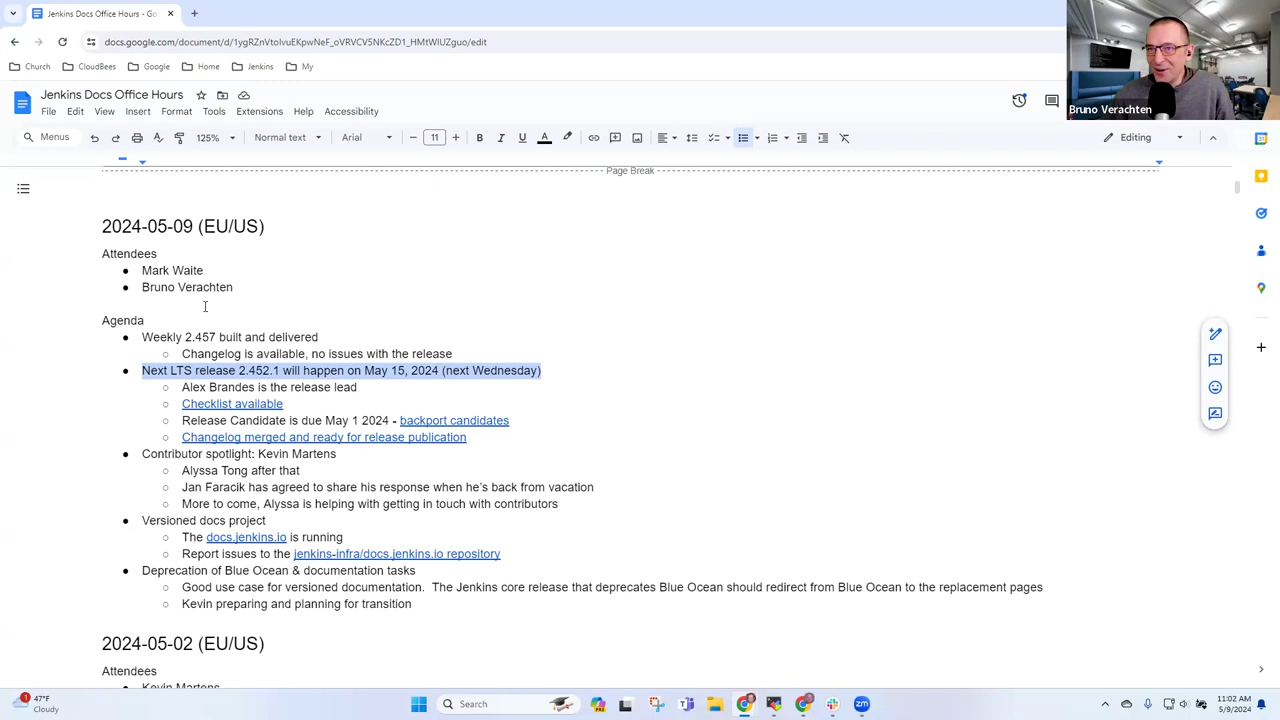 Jenkins Docs Office Hours - Go
docs.google.com/document/d/1ygRZnVtoIvuEKpwNeF_oVRVCV5NKcZD1_HMtWIUZguo/edit
Church
CloudBees
Google
Home
Jenkins
My
Jenkins Docs Office Hours
File Edit View Insert Format Tools Extensions Help Accessibility
Menus 125% Normal text Arial 11 B I U A Editing
Page Break
2024-05-09 (EU/US)
Attendees
Mark Waite
Bruno Verachten
Agenda
Weekly 2.457 built and delivered
Changelog is available, no issues with the release
Next LTS release 2.452.1 will happen on May 15, 2024 (next Wednesday)
Alex Brandes is the release lead
Checklist available
Release Candidate is due May 1 2024 - backport candidates
Changelog merged and ready for release publication
Contributor spotlight: Kevin Martens
Alyssa Tong after that
Jan Faracik has agreed to share his response when he's back from vacation
More to come, Alyssa is helping with getting in touch with contributors
Versioned docs project
The docs.jenkins.io is running
Report issues to the jenkins-infra/docs.jenkins.io repository
Deprecation of Blue Ocean & documentation tasks
Good use case for versioned documentation. The Jenkins core release that deprecates Blue Ocean should redirect from Blue Ocean to the replacement pages
Kevin preparing and planning for transition
2024-05-02 (EU/US)
Attendees
Kevin Martens
Bruno Verachten
1
47°F
Cloudy
Search
11:02 AM
5/9/2024